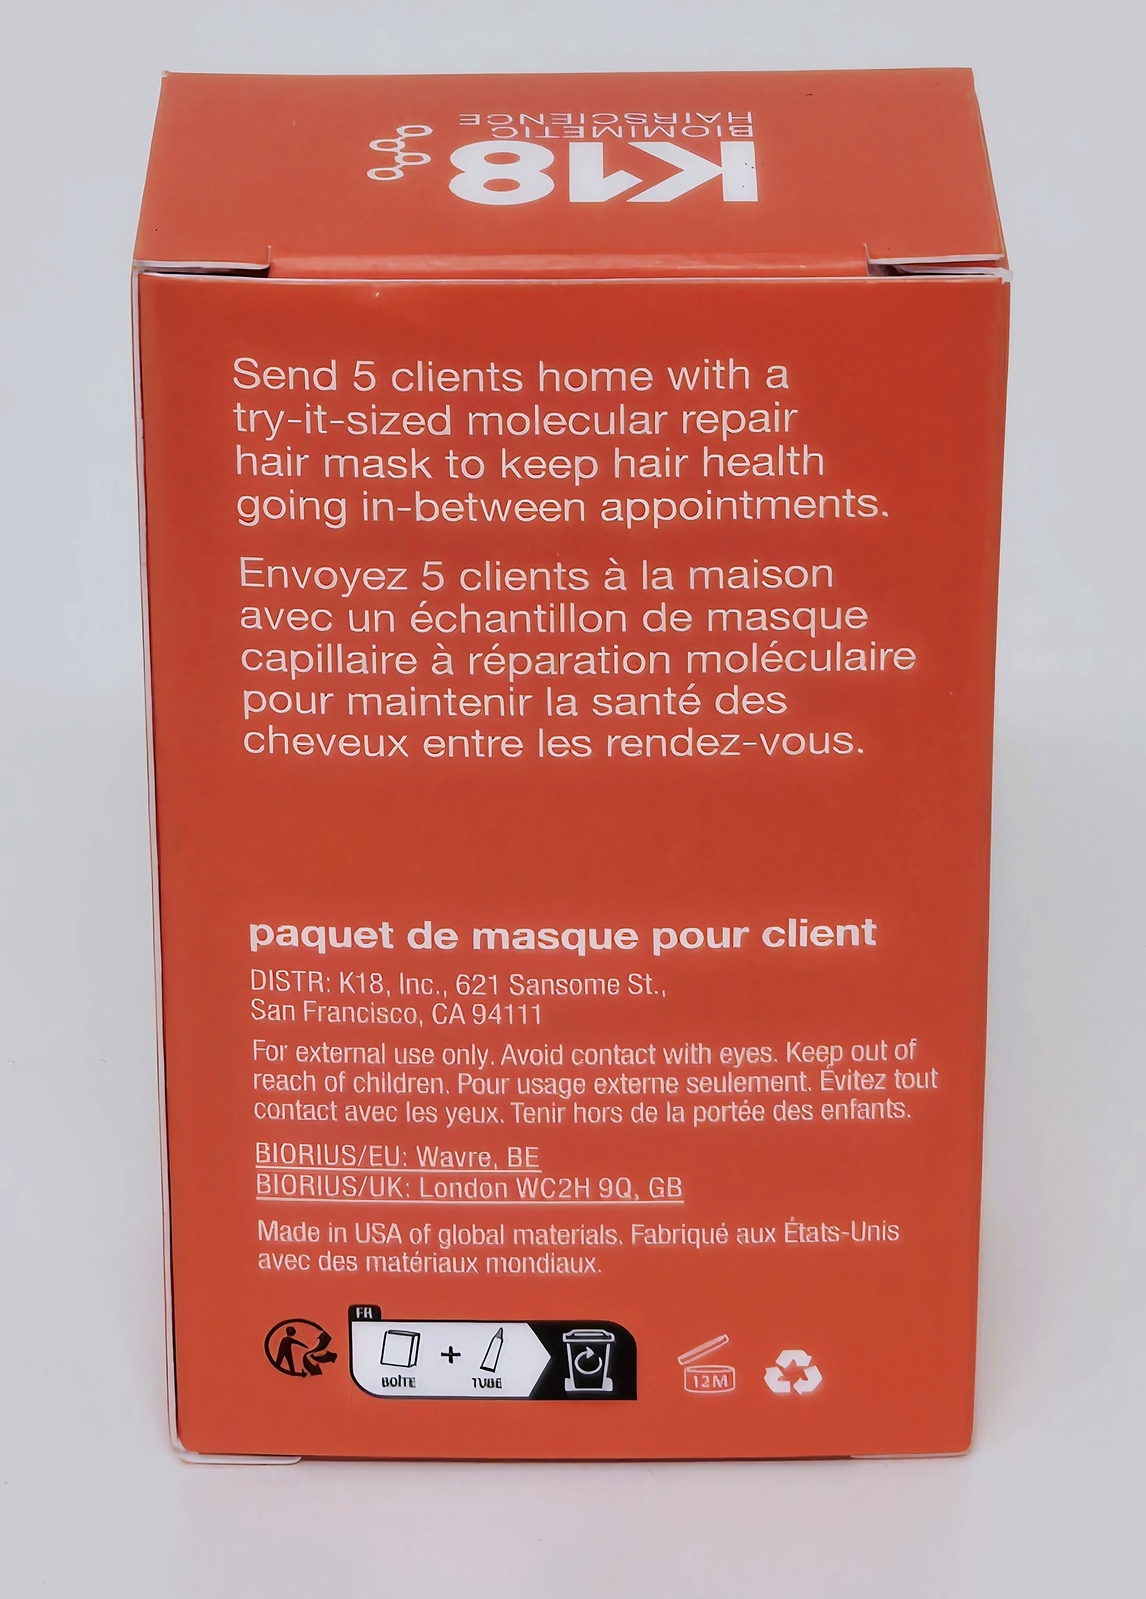 K18
BIOMIMETIC
HAIRSCIENCE
Send 5 clients home with a
try-it-sized molecular repair
hair mask to keep hair health
going in-between appointments.
Envoyez 5 clients à la maison
avec un échantillon de masque
capillaire à réparation moléculaire
pour maintenir la santé des
cheveux entre les rendez-vous.
paquet de masque pour client
DISTR: K18, Inc., 621 Sansome St.,
San Francisco, CA 94111
For external use only. Avoid contact with eyes. Keep out of
reach of children. Pour usage externe seulement. Évitez tout
contact avec les yeux. Tenir hors de la portée des enfants.
BIORIUS/EU: Wavre, BE
BIORIUS/UK: London WC2H 9Q, GB
Made in USA of global materials. Fabriqué aux États-Unis
avec des matériaux mondiaux.
FR
BOÎTE + TUBE
12M